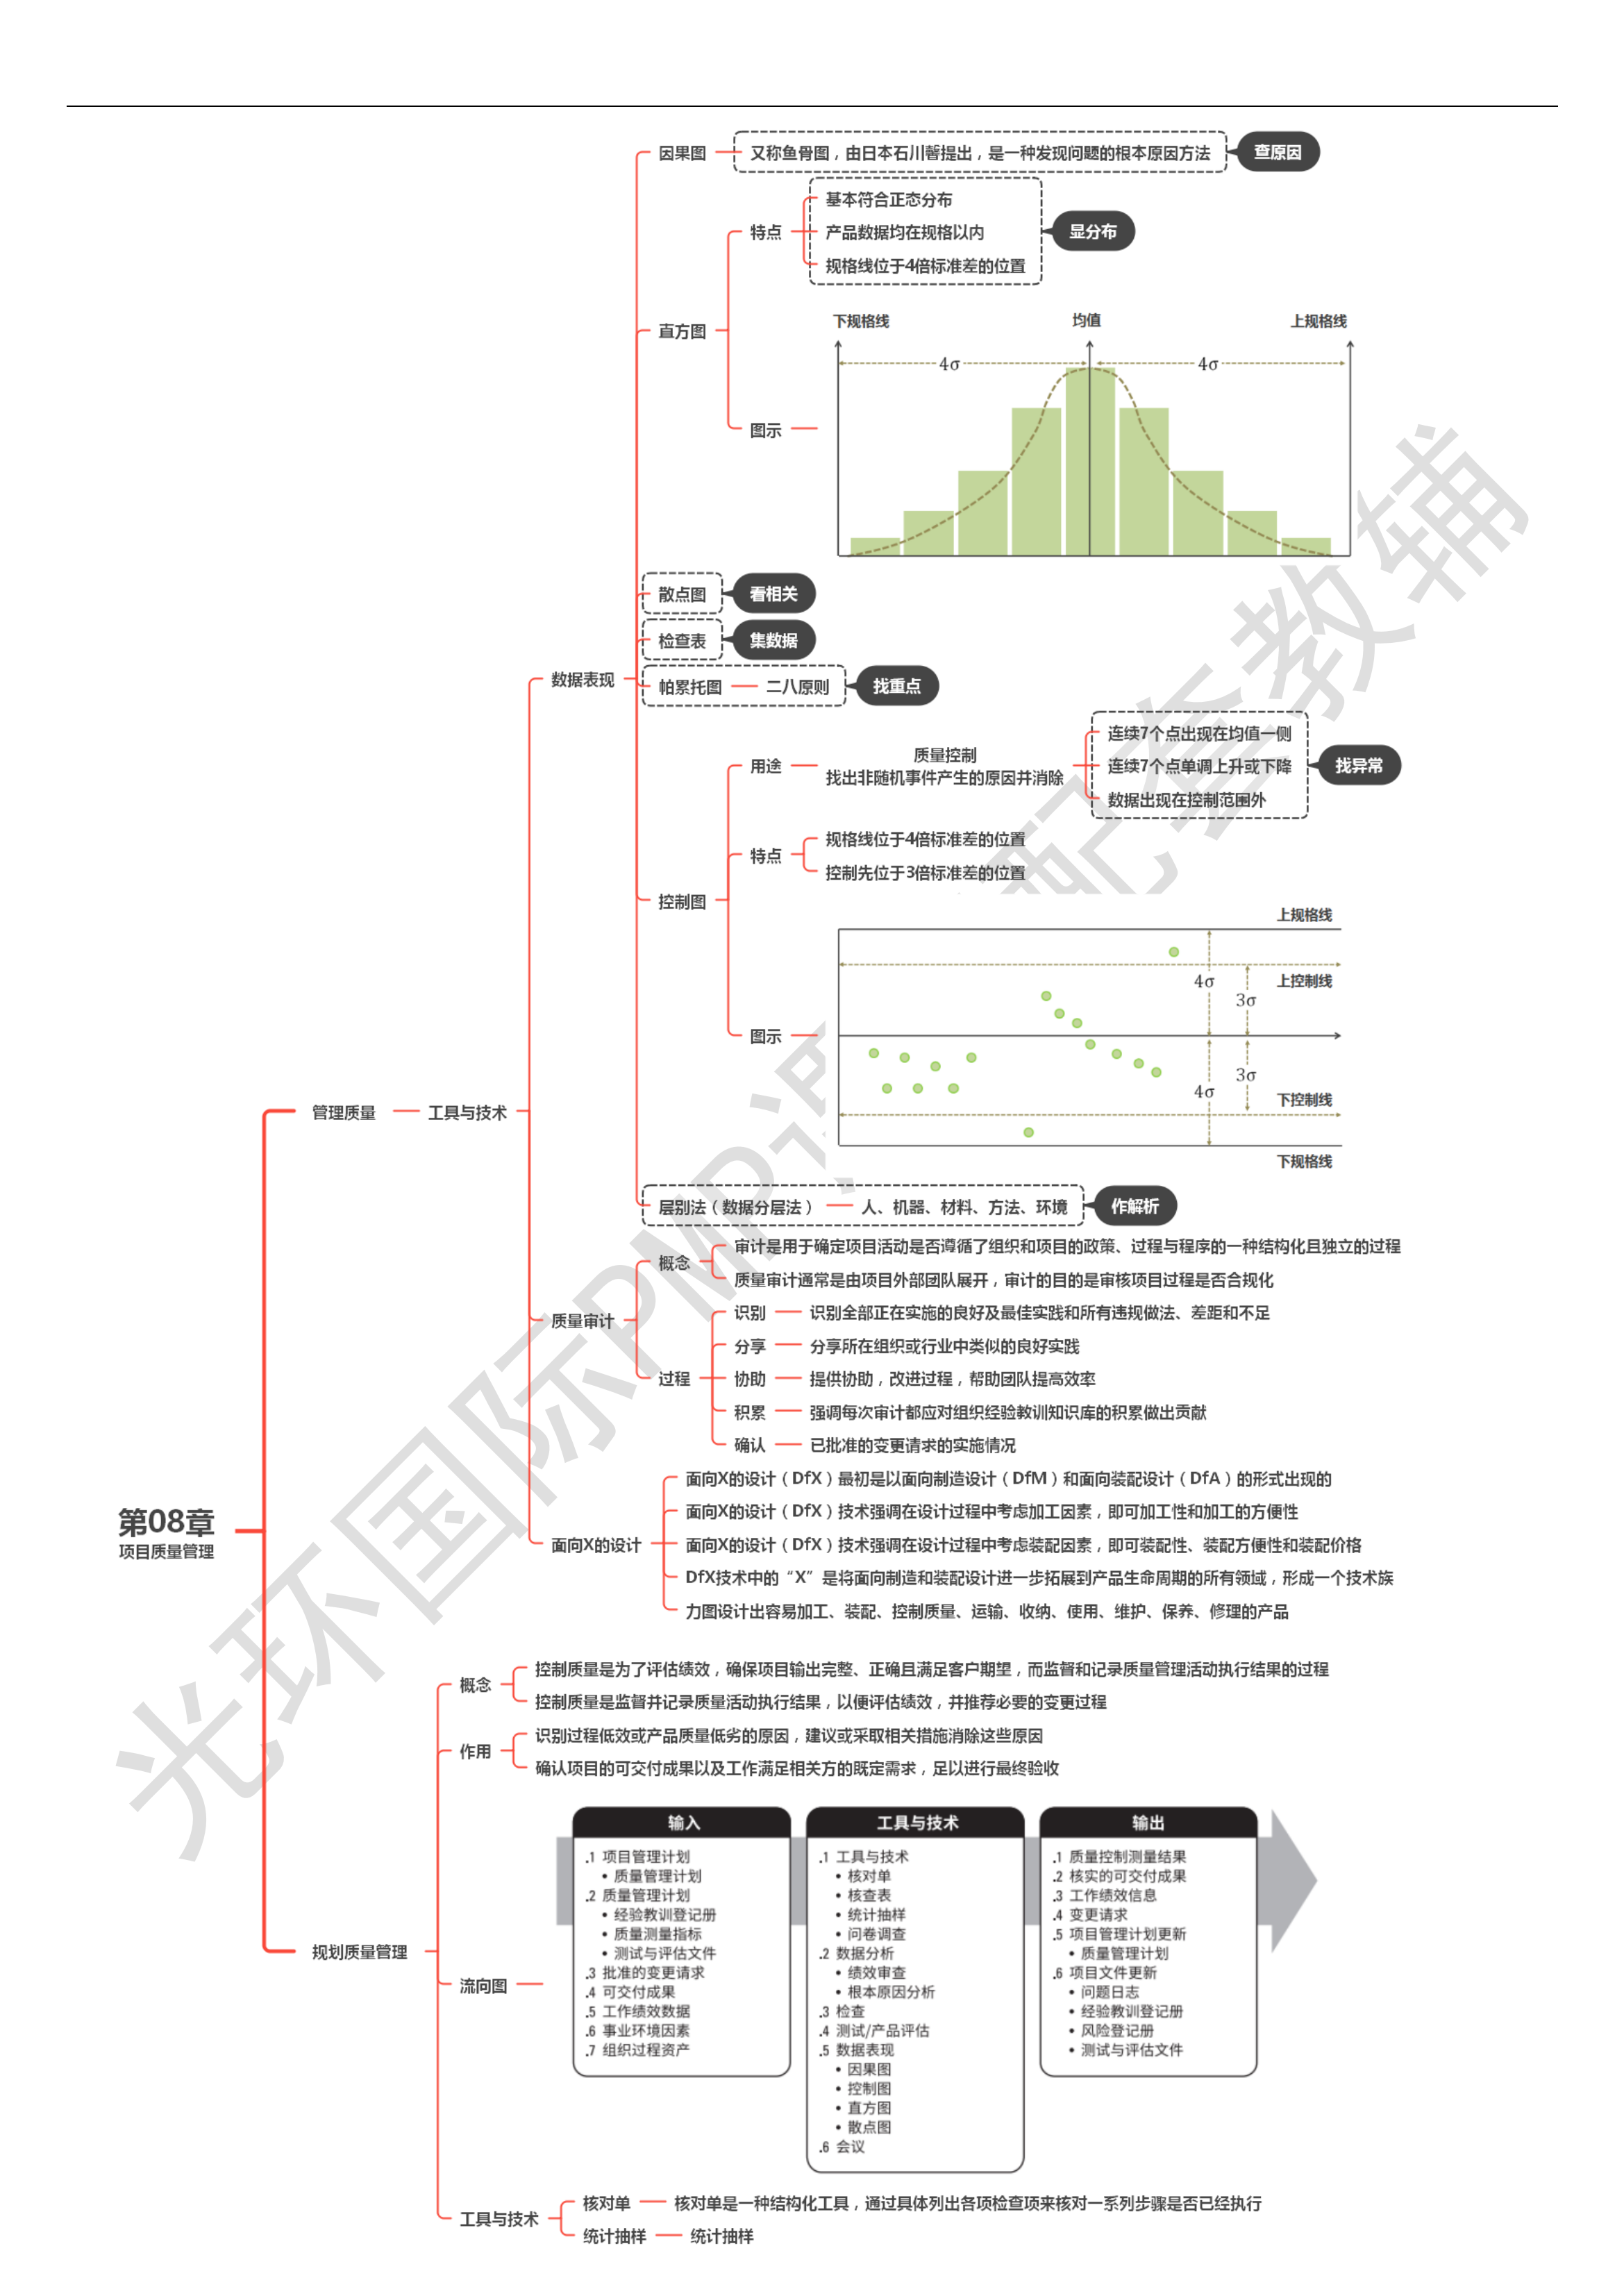 第08章
项目质量管理
管理质量
工具与技术
数据表现
因果图
又称鱼骨图，由日本石川馨提出，是一种发现问题的根本原因方法
查原因
直方图
特点
基本符合正态分布
产品数据均在规格以内
规格线位于4倍标准差的位置
显分布
图示
下规格线
均值
上规格线
4σ
4σ
散点图
看相关
检查表
集数据
帕累托图
二八原则
找重点
控制图
用途
质量控制
找出非随机事件产生的原因并消除
连续7个点出现在均值一侧
连续7个点单调上升或下降
数据出现在控制范围外
找异常
特点
规格线位于4倍标准差的位置
控制先位于3倍标准差的位置
图示
上规格线
上控制线
4σ
3σ
3σ
4σ
下控制线
下规格线
层别法（数据分层法）
人、机器、材料、方法、环境
作解析
质量审计
概念
审计是用于确定项目活动是否遵循了组织和项目的政策、过程与程序的一种结构化且独立的过程
质量审计通常是由项目外部团队展开，审计的目的是审核项目过程是否合规化
过程
识别
识别全部正在实施的良好及最佳实践和所有违规做法、差距和不足
分享
分享所在组织或行业中类似的良好实践
协助
提供协助，改进过程，帮助团队提高效率
积累
强调每次审计都应对组织经验教训知识库的积累做出贡献
确认
已批准的变更请求的实施情况
面向X的设计
面向X的设计（DfX）最初是以面向制造设计（DfM）和面向装配设计（DfA）的形式出现的
面向X的设计（DfX）技术强调在设计过程中考虑加工因素，即可加工性和加工的方便性
面向X的设计（DfX）技术强调在设计过程中考虑装配因素，即可装配性、装配方便性和装配价格
DfX技术中的“X”是将面向制造和装配设计进一步拓展到产品生命周期的所有领域，形成一个技术族
力图设计出容易加工、装配、控制质量、运输、收纳、使用、维护、保养、修理的产品
规划质量管理
概念
控制质量是为了评估绩效，确保项目输出完整、正确且满足客户期望，而监督和记录质量管理活动执行结果的过程
控制质量是监督并记录质量活动执行结果，以便评估绩效，并推荐必要的变更过程
作用
识别过程低效或产品质量低劣的原因，建议或采取相关措施消除这些原因
确认项目的可交付成果以及工作满足相关方的既定需求，足以进行最终验收
流向图
输入
.1 项目管理计划
• 质量管理计划
.2 质量管理计划
• 经验教训登记册
• 质量测量指标
• 测试与评估文件
.3 批准的变更请求
.4 可交付成果
.5 工作绩效数据
.6 事业环境因素
.7 组织过程资产
工具与技术
.1 工具与技术
• 核对单
• 核查表
• 统计抽样
• 问卷调查
.2 数据分析
• 绩效审查
• 根本原因分析
.3 检查
.4 测试/产品评估
.5 数据表现
• 因果图
• 控制图
• 直方图
• 散点图
.6 会议
输出
.1 质量控制测量结果
.2 核实的可交付成果
.3 工作绩效信息
.4 变更请求
.5 项目管理计划更新
• 质量管理计划
.6 项目文件更新
• 问题日志
• 经验教训登记册
• 风险登记册
• 测试与评估文件
工具与技术
核对单
核对单是一种结构化工具，通过具体列出各项检查项来核对一系列步骤是否已经执行
统计抽样
统计抽样
光环国际PMP课
配套教辅